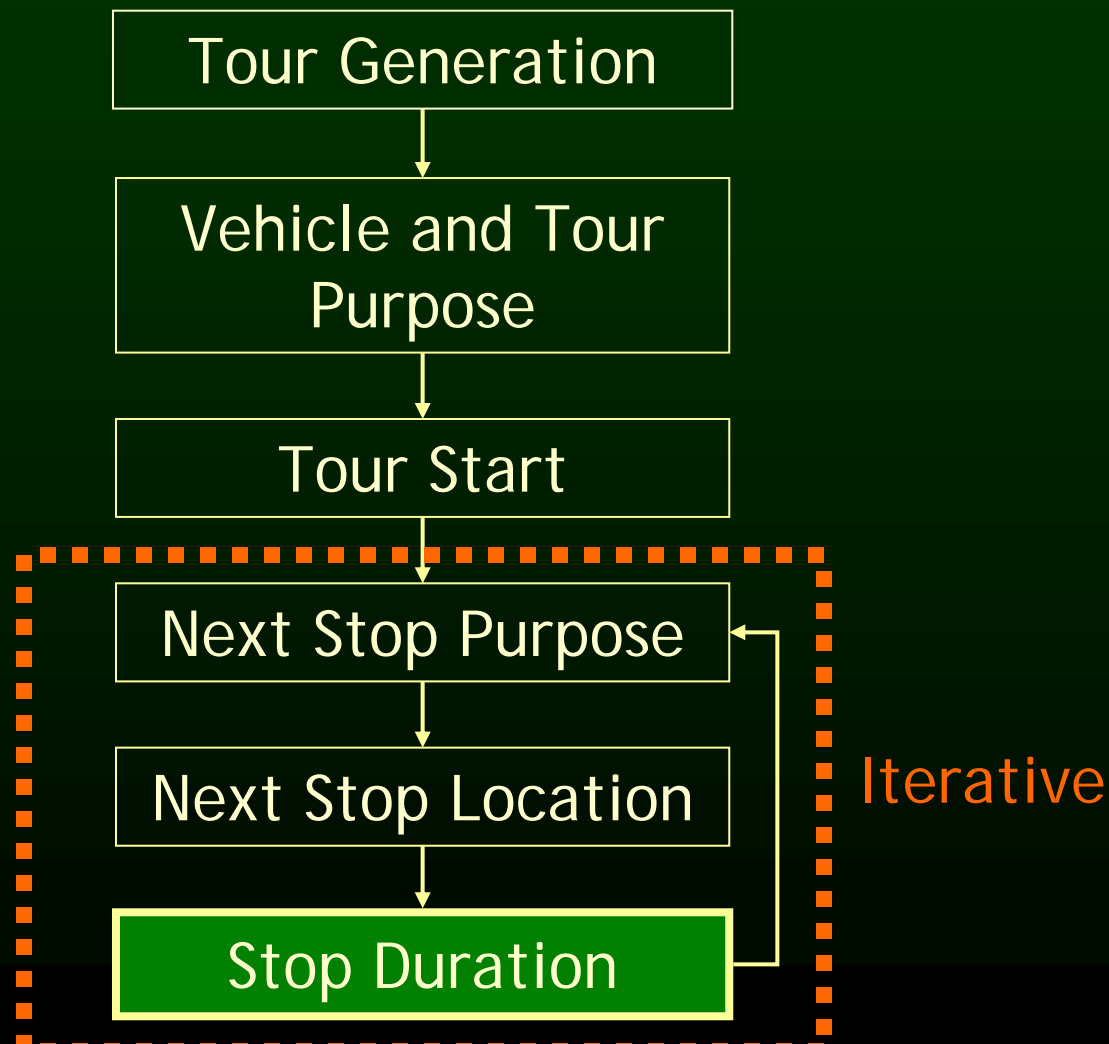 Tour Generation
Vehicle and Tour
Purpose
Tour Start
Next Stop Purpose
Next Stop Location
Iterative
Stop Duration